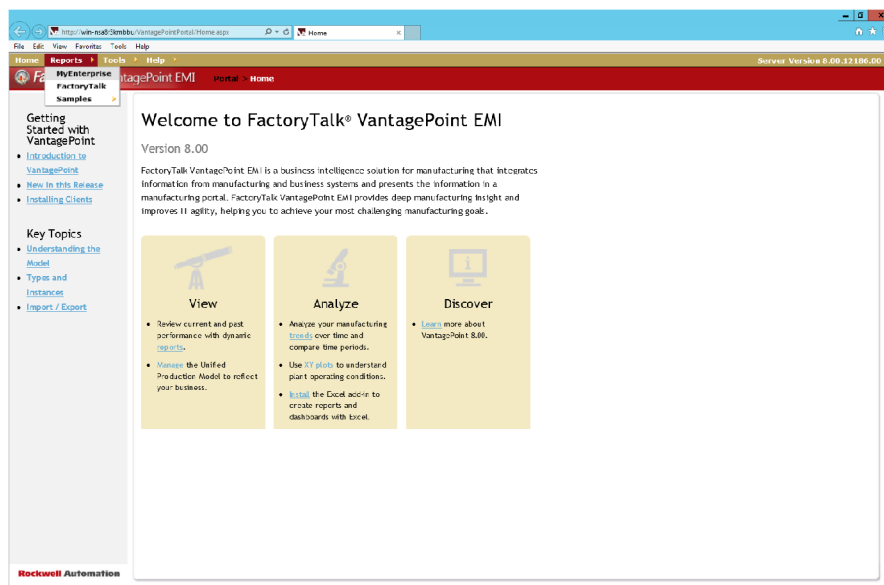 http://win-nsa8r3kmbbu/VantagePointPortal/Home.aspx
Home
File Edit View Favorites Tools Help
Home Reports Tools Help Server Version 8.00.12186.00
MyEnterprise
FactoryTalk
Samples
tagePoint EMI Portal > Home
Getting
Started with
VantagePoint
Introduction to
VantagePoint
New in this Release
Installing Clients
Key Topics
Understanding the
Model
Types and
Instances
Import / Export
Welcome to FactoryTalk® VantagePoint EMI
Version 8.00
FactoryTalk VantagePoint EMI is a business intelligence solution for manufacturing that integrates
information from manufacturing and business systems and presents the information in a
manufacturing portal. FactoryTalk VantagePoint EMI provides deep manufacturing insight and
improves IT agility, helping you to achieve your most challenging manufacturing goals.
View
Review current and past
performance with dynamic
reports.
Manage the Unified
Production Model to reflect
your business.
Analyze
Analyze your manufacturing
trends over time and
compare time periods.
Use XY plots to understand
plant operating conditions.
Install the Excel add-in to
create reports and
dashboards with Excel.
Discover
Learn more about
VantagePoint 8.00.
Rockwell Automation